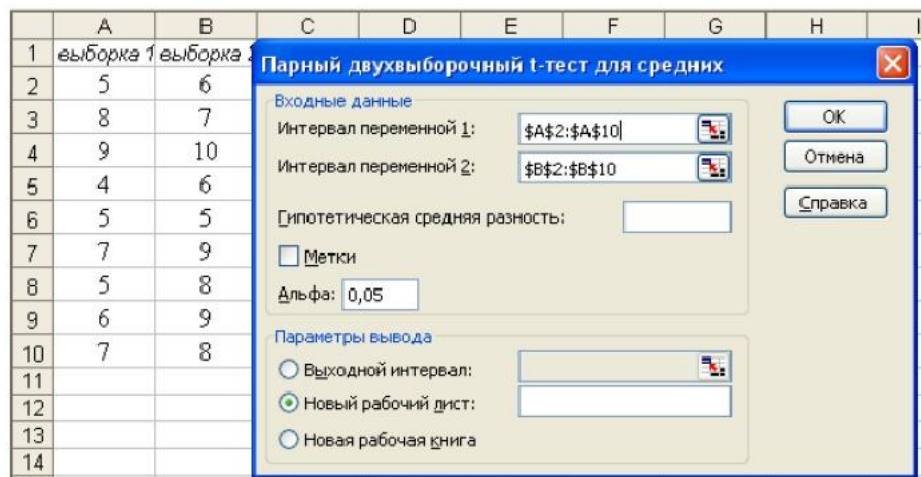 A B C D E F G H I
1 выборка 1 выборка
2 5 6
3 8 7
4 9 10
5 4 6
6 5 5
7 7 9
8 5 8
9 6 9
10 7 8
11
12
13
14
Парный двухвыборочный t-тест для средних
Входные данные
Интервал переменной 1: $A$2:$A$10
Интервал переменной 2: $B$2:$B$10
Гипотетическая средняя разность:
Метки
Альфа: 0,05
Параметры вывода
Выходной интервал:
Новый рабочий лист:
Новая рабочая книга
OK
Отмена
Справка